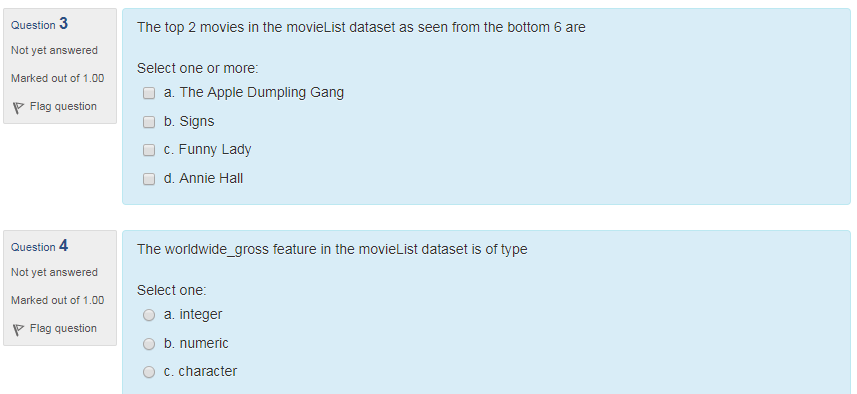 Question 3
Not yet answered
Marked out of 1.00
Flag question
The top 2 movies in the movieList dataset as seen from the bottom 6 are
Select one or more:
a. The Apple Dumpling Gang
b. Signs
c. Funny Lady
d. Annie Hall
Question 4
Not yet answered
Marked out of 1.00
Flag question
The worldwide_gross feature in the movieList dataset is of type
Select one:
a. integer
b. numeric
c. character